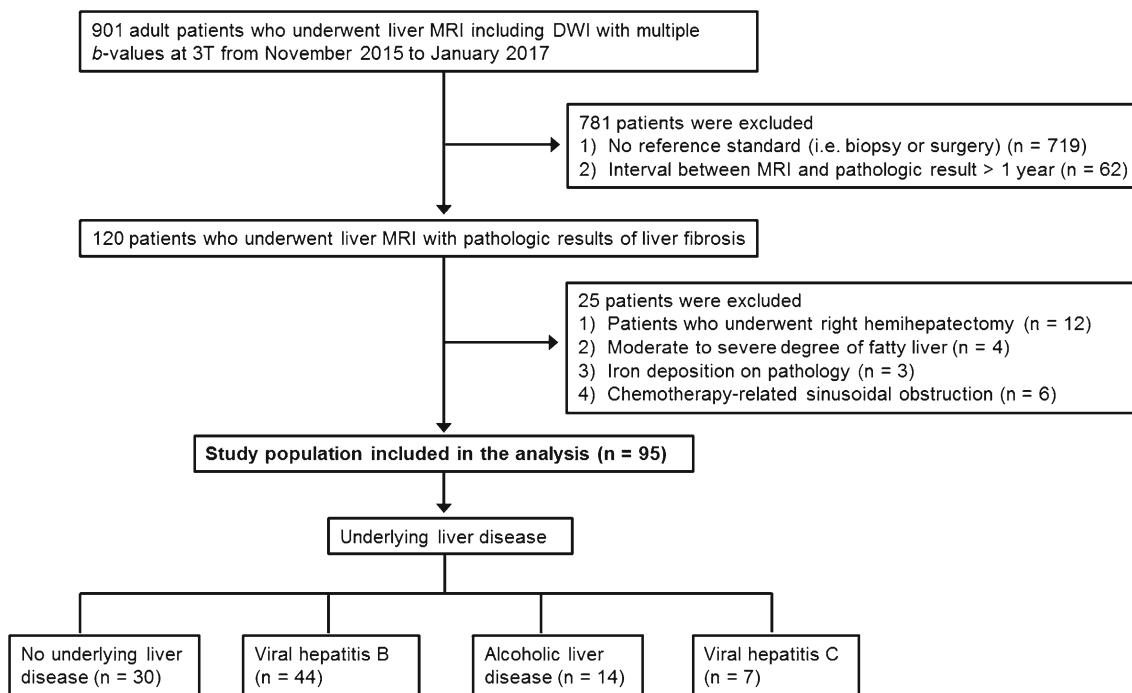 901 adult patients who underwent liver MRI including DWI with multiple
b-values at 3T from November 2015 to January 2017
781 patients were excluded
1) No reference standard (i.e. biopsy or surgery) (n = 719)
2) Interval between MRI and pathologic result > 1 year (n = 62)
120 patients who underwent liver MRI with pathologic results of liver fibrosis
25 patients were excluded
1) Patients who underwent right hemihepatectomy (n = 12)
2) Moderate to severe degree of fatty liver (n = 4)
3) Iron deposition on pathology (n = 3)
4) Chemotherapy-related sinusoidal obstruction (n = 6)
Study population included in the analysis (n = 95)
Underlying liver disease
No underlying liver
disease (n = 30)
Viral hepatitis B
(n = 44)
Alcoholic liver
disease (n = 14)
Viral hepatitis C
(n = 7)